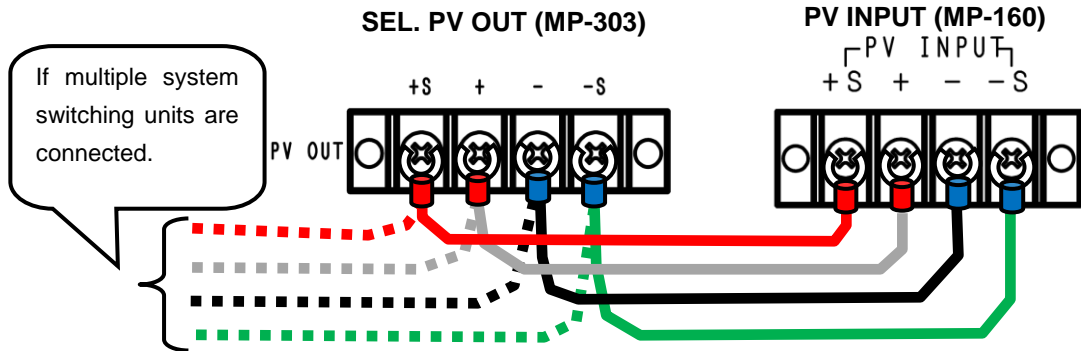 SEL. PV OUT (MP-303)
PV INPUT (MP-160)
PV INPUT
+S + - -S
+S + - -S
If multiple system
switching units are
connected.
PV OUT